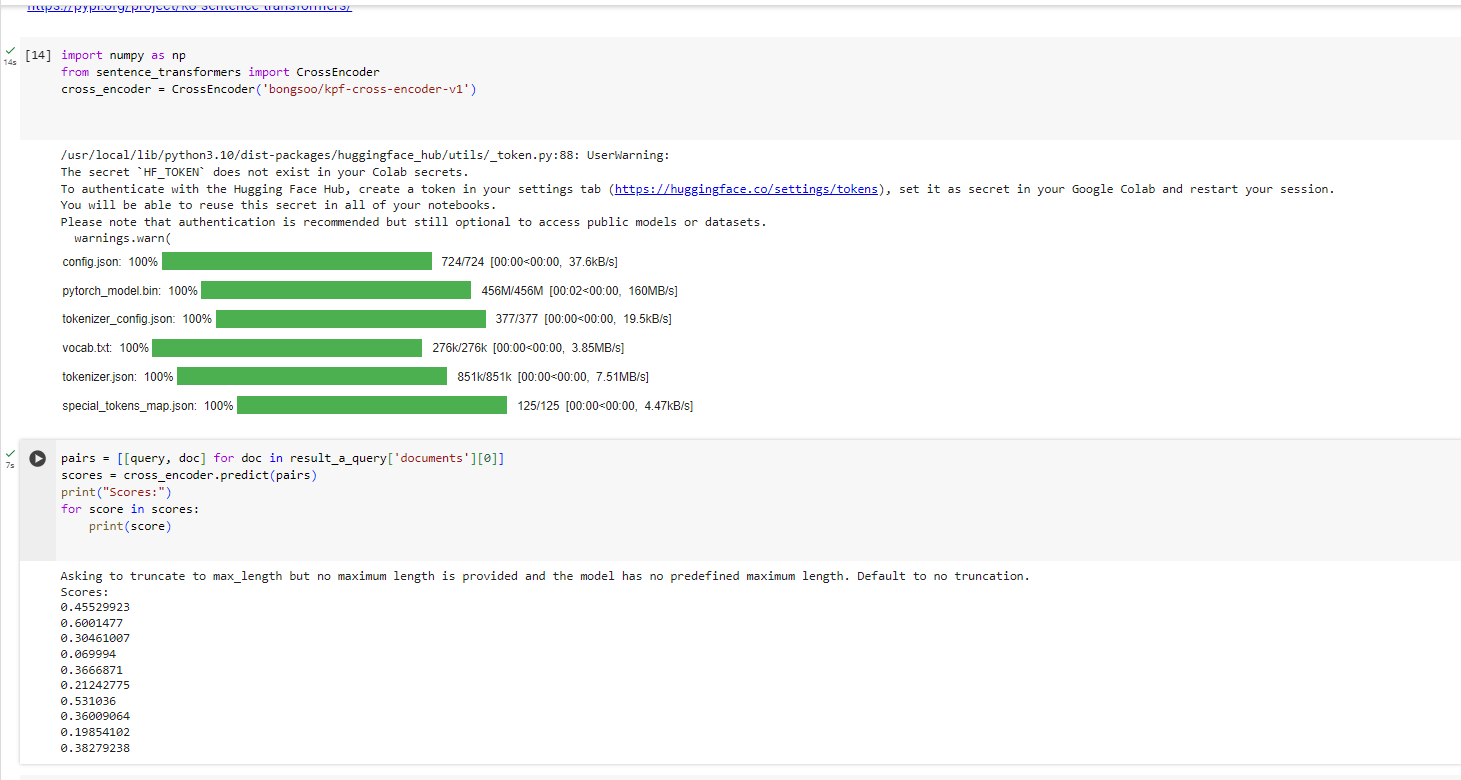 https://pypi.org/project/ko-sentence-transformers/
14s
[14] import numpy as np
from sentence_transformers import CrossEncoder
cross_encoder = CrossEncoder('bongsoo/kpf-cross-encoder-v1')
/usr/local/lib/python3.10/dist-packages/huggingface_hub/utils/_token.py:88: UserWarning:
The secret `HF_TOKEN` does not exist in your Colab secrets.
To authenticate with the Hugging Face Hub, create a token in your settings tab (https://huggingface.co/settings/tokens), set it as secret in your Google Colab and restart your session.
You will be able to reuse this secret in all of your notebooks.
Please note that authentication is recommended but still optional to access public models or datasets.
  warnings.warn(
config.json: 100% 724/724 [00:00<00:00, 37.6kB/s]
pytorch_model.bin: 100% 456M/456M [00:02<00:00, 160MB/s]
tokenizer_config.json: 100% 377/377 [00:00<00:00, 19.5kB/s]
vocab.txt: 100% 276k/276k [00:00<00:00, 3.85MB/s]
tokenizer.json: 100% 851k/851k [00:00<00:00, 7.51MB/s]
special_tokens_map.json: 100% 125/125 [00:00<00:00, 4.47kB/s]
7s
pairs = [[query, doc] for doc in result_a_query['documents'][0]]
scores = cross_encoder.predict(pairs)
print("Scores:")
for score in scores:
    print(score)
Asking to truncate to max_length but no maximum length is provided and the model has no predefined maximum length. Default to no truncation.
Scores:
0.45529923
0.6001477
0.30461007
0.069994
0.3666871
0.21242775
0.531036
0.36009064
0.19854102
0.38279238